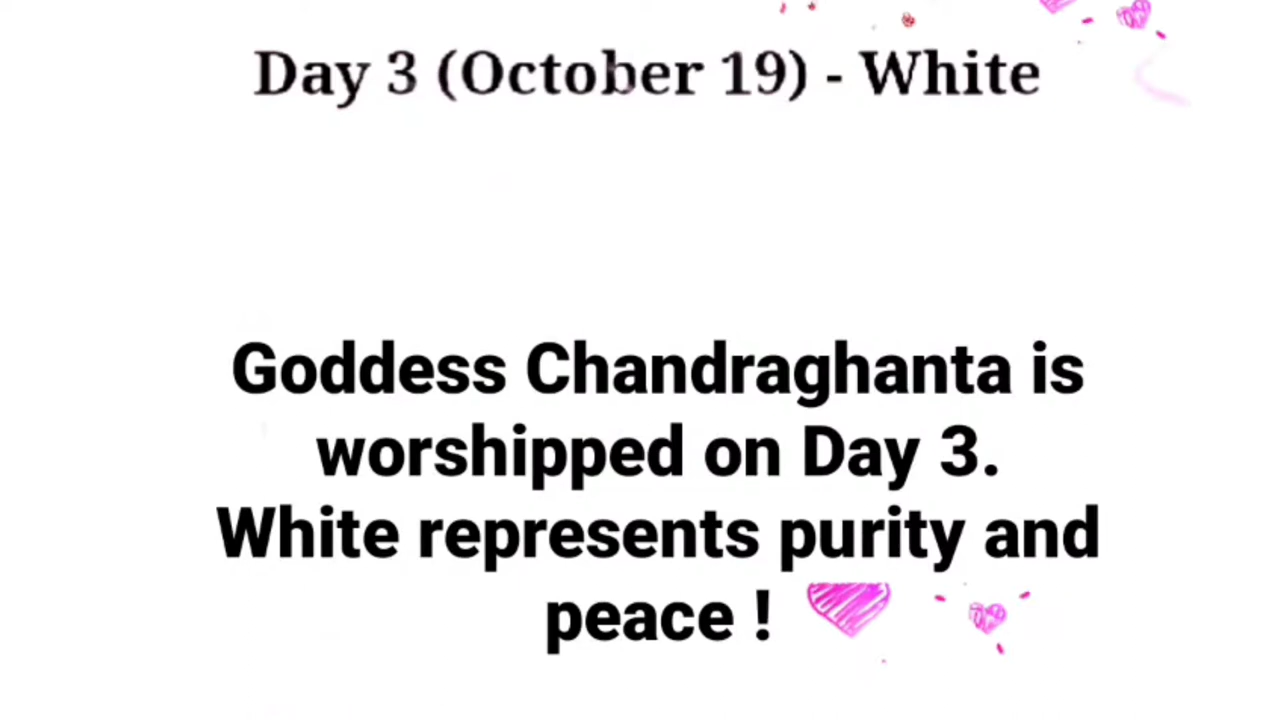 Day 3 (October 19) - White
Goddess Chandraghanta is
worshipped on Day 3.
White represents purity and
peace !